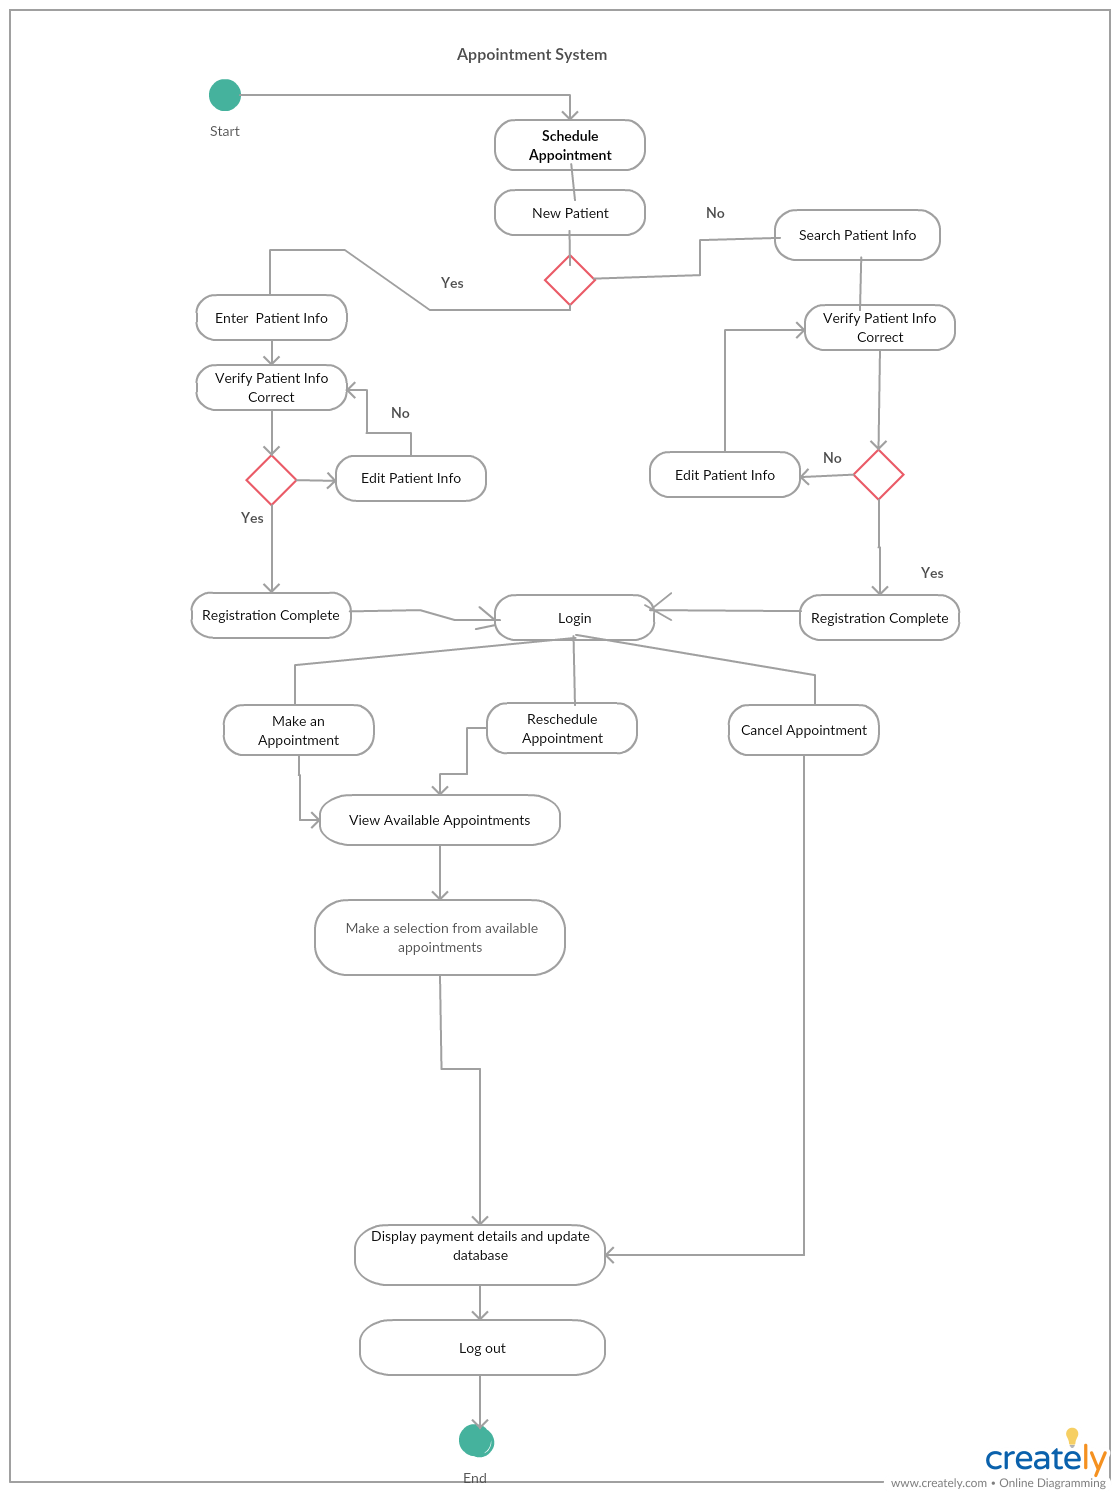 Appointment System
Start
Schedule
Appointment
New Patient
No
Search Patient Info
Yes
Enter  Patient Info
Verify Patient Info
Correct
Verify Patient Info
Correct
No
Edit Patient Info
No
Edit Patient Info
Yes
Yes
Registration Complete
Login
Registration Complete
Make an
Appointment
Reschedule
Appointment
Cancel Appointment
View Available Appointments
Make a selection from available
appointments
Display payment details and update
database
Log out
End
creately
www.creately.com • Online Diagramming